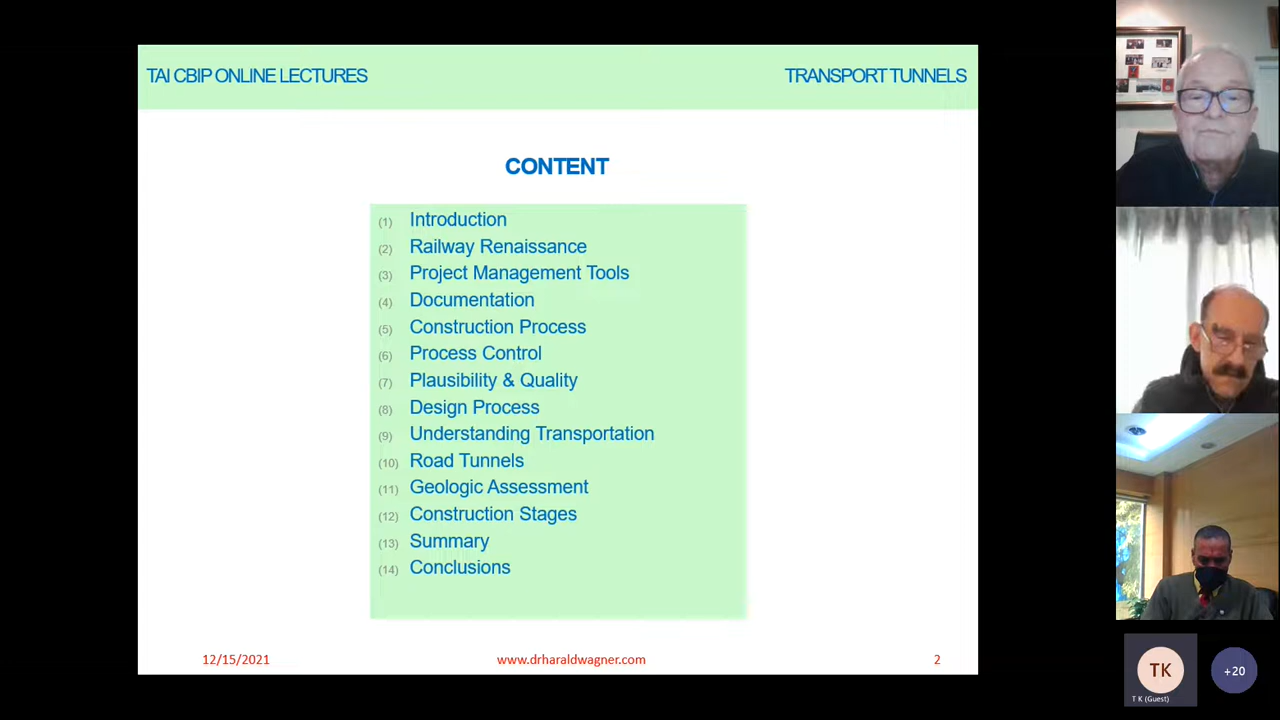 TAI CBIP ONLINE LECTURES
TRANSPORT TUNNELS
CONTENT
(1) Introduction
(2) Railway Renaissance
(3) Project Management Tools
(4) Documentation
(5) Construction Process
(6) Process Control
(7) Plausibility & Quality
(8) Design Process
(9) Understanding Transportation
(10) Road Tunnels
(11) Geologic Assessment
(12) Construction Stages
(13) Summary
(14) Conclusions
12/15/2021
www.drharaldwagner.com
2
TK
T K (Guest)
+20